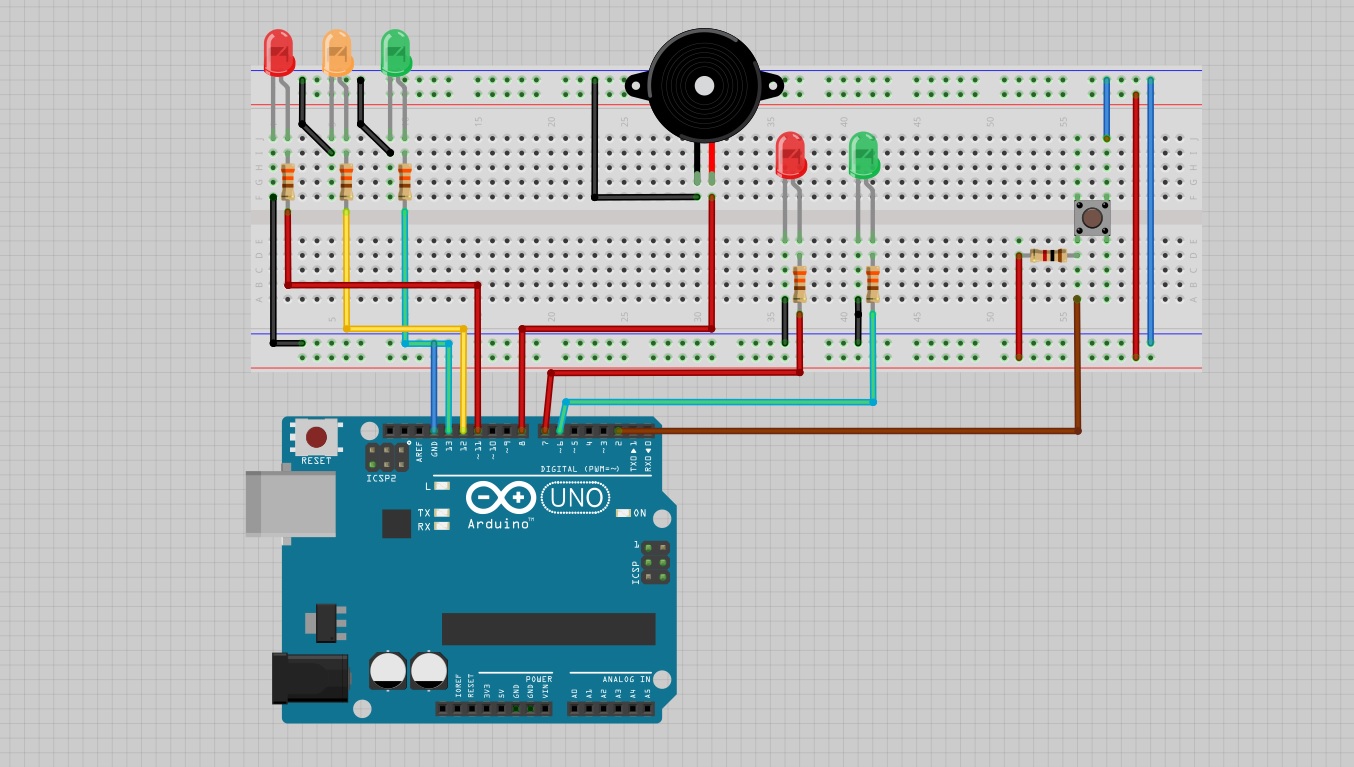 15 20 25 30 35 40 45 50 55
J J
I I
H H
G G
F F
E E
D D
C C
B B
A A
5 15 20 25 30 35 40 45 50 55
RESET
ICSP2
AREF GND 13 12 ~11 ~10 ~9 8 7 ~6 ~5 4 ~3 2 TXD▶1 RXD◀0
DIGITAL (PWM=~)
L
TX
RX
UNO
Arduino™
ON
1
ICSP
POWER
ANALOG IN
IOREF RESET 3V3 5V GND GND VIN A0 A1 A2 A3 A4 A5